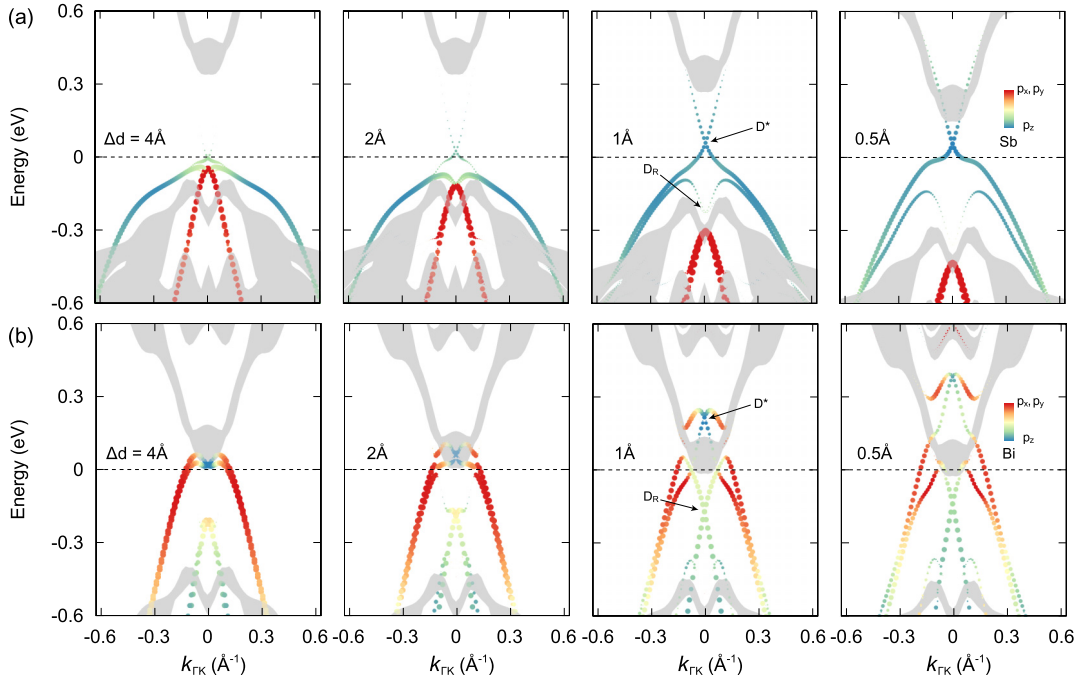 (a)
Energy (eV)
0.6
0.3
0
-0.3
-0.6
Δd = 4Å
2Å
1Å
0.5Å
D*
D_R
pₓ, p_y
p_z
Sb
(b)
Energy (eV)
0.6
0.3
0
-0.3
-0.6
Δd = 4Å
2Å
1Å
0.5Å
D*
D_R
pₓ, p_y
p_z
Bi
-0.6 -0.3 0 0.3 0.6
-0.6 -0.3 0 0.3 0.6
-0.6 -0.3 0 0.3 0.6
-0.6 -0.3 0 0.3 0.6
k_ΓK (Å⁻¹)
k_ΓK (Å⁻¹)
k_ΓK (Å⁻¹)
k_ΓK (Å⁻¹)